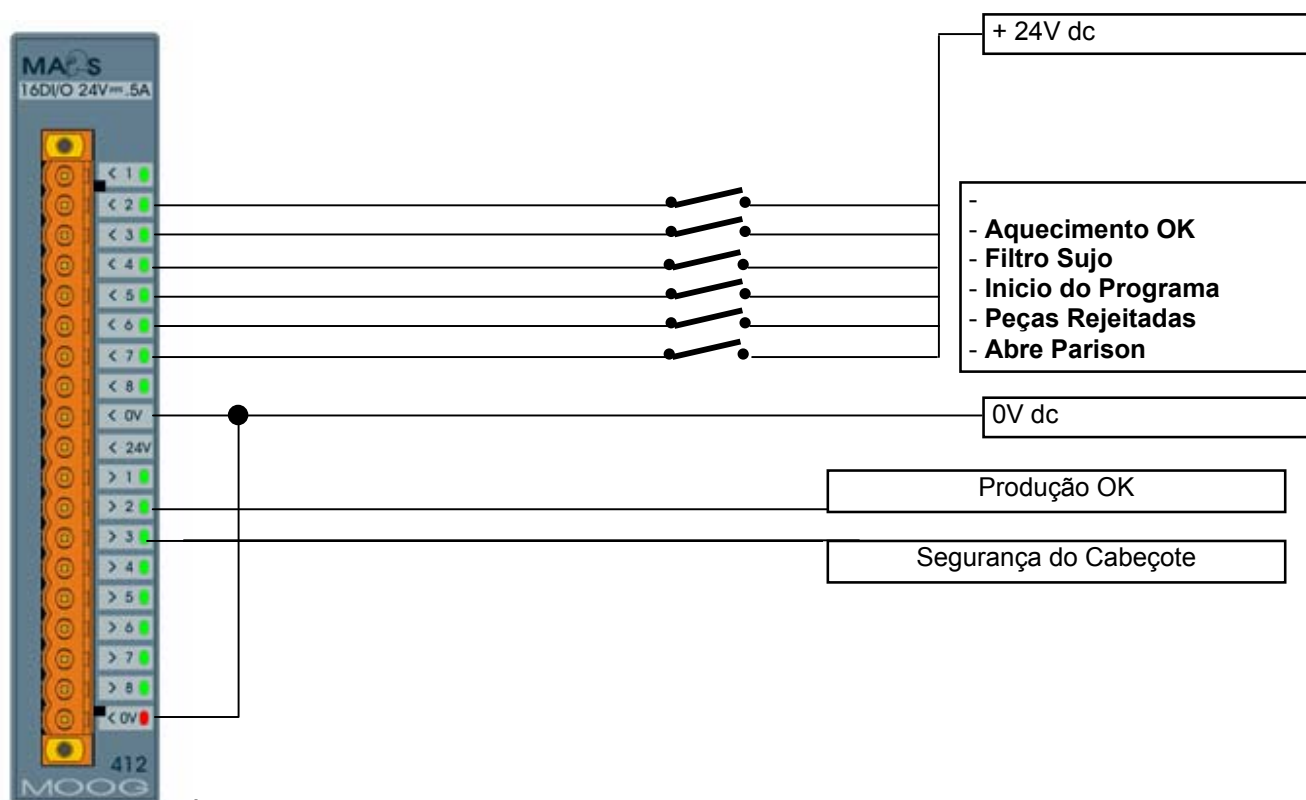 MACS
16DI/O 24V⎓.5A
< 1
< 2
< 3
< 4
< 5
< 6
< 7
< 8
< 0V
< 24V
> 1
> 2
> 3
> 4
> 5
> 6
> 7
> 8
< 0V
412
MOOG
+ 24V dc
-
- Aquecimento OK
- Filtro Sujo
- Inicio do Programa
- Peças Rejeitadas
- Abre Parison
0V dc
Produção OK
Segurança do Cabeçote